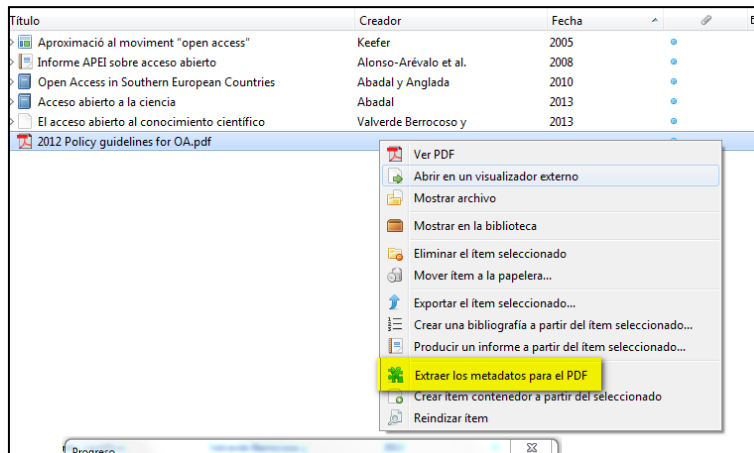 Título Creador Fecha
Aproximació al moviment "open access" Keefer 2005
Informe APEI sobre acceso abierto Alonso-Arévalo et al. 2008
Open Access in Southern European Countries Abadal y Anglada 2010
Acceso abierto a la ciencia Abadal 2013
El acceso abierto al conocimiento científico Valverde Berrocoso y 2013
2012 Policy guidelines for OA.pdf
Ver PDF
Abrir en un visualizador externo
Mostrar archivo
Mostrar en la biblioteca
Eliminar el ítem seleccionado
Mover ítem a la papelera...
Exportar el ítem seleccionado...
Crear una bibliografía a partir del ítem seleccionado...
Producir un informe a partir del ítem seleccionado...
Extraer los metadatos para el PDF
Crear ítem contenedor a partir del seleccionado
Reindizar ítem
Progreso